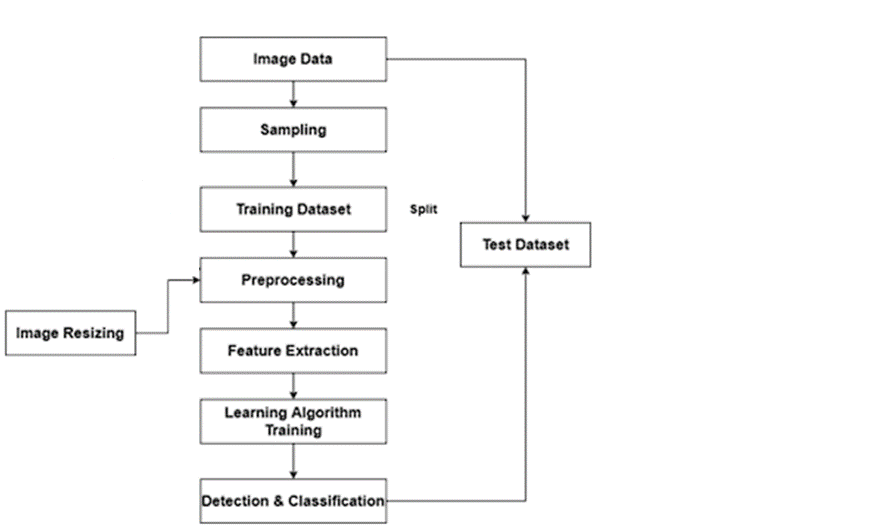 Image Data
Sampling
Training Dataset
Split
Test Dataset
Preprocessing
Image Resizing
Feature Extraction
Learning Algorithm
Training
Detection & Classification